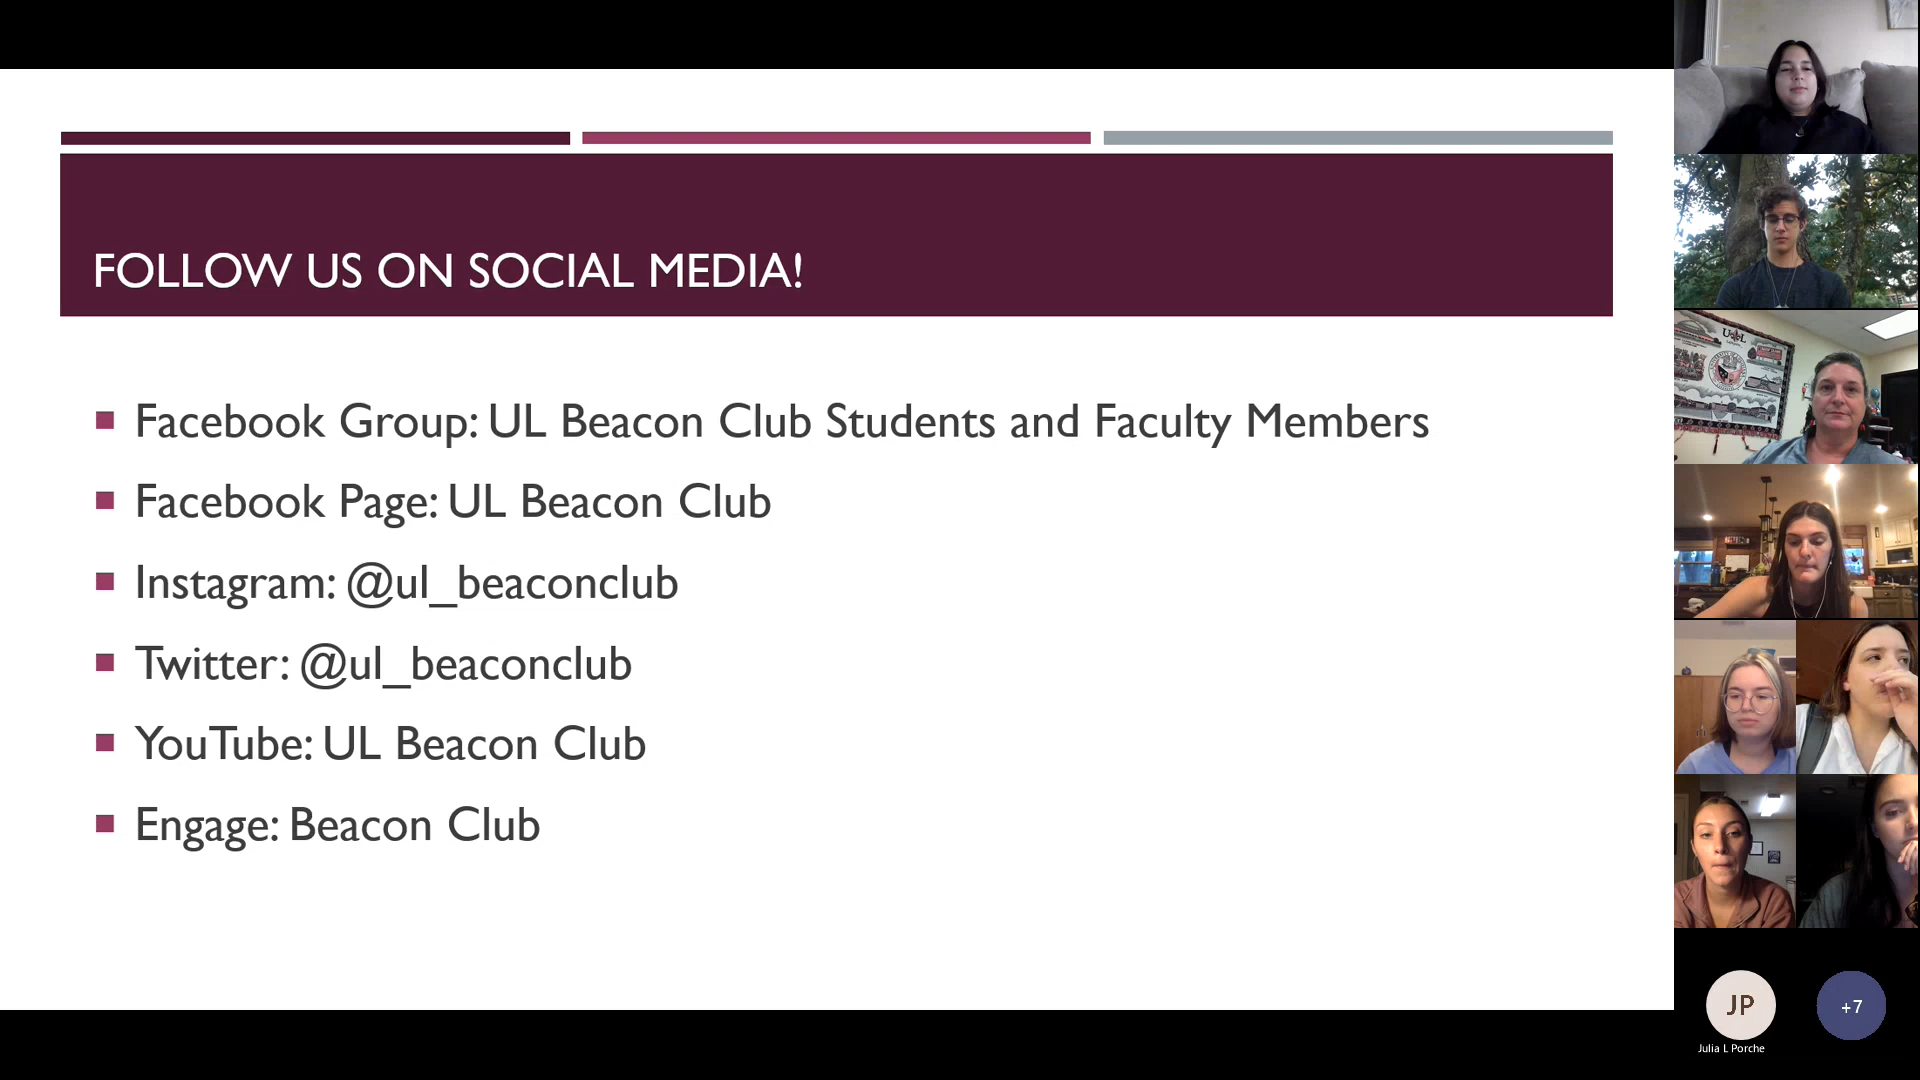 FOLLOW US ON SOCIAL MEDIA!
Facebook Group: UL Beacon Club Students and Faculty Members
Facebook Page: UL Beacon Club
Instagram: @ul_beaconclub
Twitter: @ul_beaconclub
YouTube: UL Beacon Club
Engage: Beacon Club
JP
+7
Julia L Porche